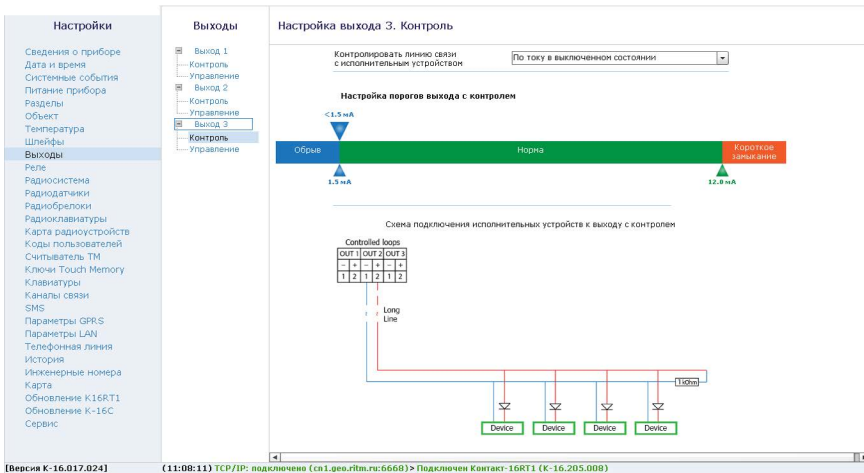 Настройки
Сведения о приборе
Дата и время
Системные события
Питание прибора
Разделы
Объект
Температура
Шлейфы
Выходы
Реле
Радиосистема
Радиодатчики
Радиобрелоки
Радиоклавиатуры
Карта радиоустройств
Коды пользователей
Считыватель ТМ
Ключи Touch Memory
Клавиатуры
Каналы связи
SMS
Параметры GPRS
Параметры LAN
Телефонная линия
История
Инженерные номера
Карта
Обновление K16RT1
Обновление К-16С
Сервис
Выходы
Выход 1
Контроль
Управление
Выход 2
Контроль
Управление
Выход 3
Контроль
Управление
Настройка выхода 3. Контроль
Контролировать линию связи
с исполнительным устройством
По току в выключенном состоянии
Настройка порогов выхода с контролем
<1.5 мА
Обрыв Норма Короткое замыкание
1.5 мА 12.0 мА
Схема подключения исполнительных устройств к выходу с контролем
Controlled loops
OUT 1 OUT 2 OUT 3
– + – + – +
1 2 1 2 1 2
Long
Line
1kOhm
Device Device Device Device
[Версия К-16.017.024] (11:08:11) TCP/IP: подключено (cn1.geo.ritm.ru:6668)> Подключен Контакт-16RT1 (К-16.205.008)